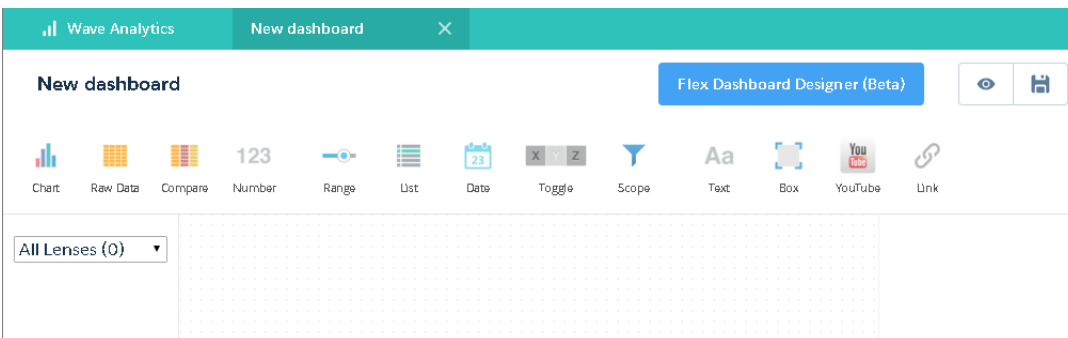 Wave Analytics New dashboard
New dashboard Flex Dashboard Designer (Beta)
123 23 X Y Z Aa You Tube
Chart Raw Data Compare Number Range List Date Toggle Scope Text Box YouTube Link
All Lenses (0)